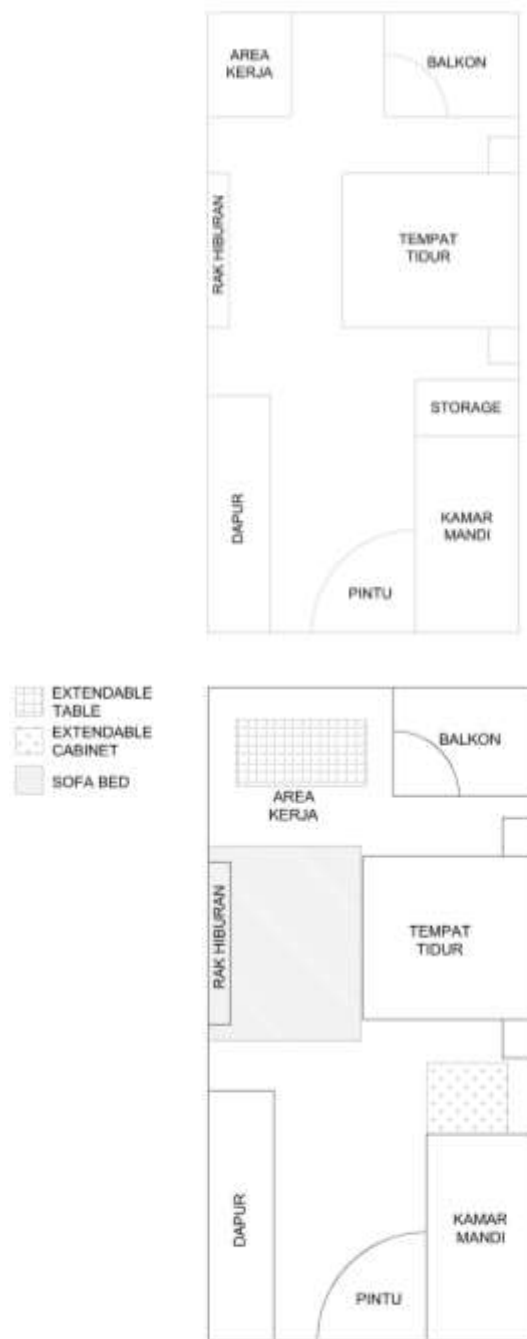 AREA
KERJA
BALKON
RAK HIBURAN
TEMPAT
TIDUR
STORAGE
DAPUR
KAMAR
MANDI
PINTU
EXTENDABLE
TABLE
EXTENDABLE
CABINET
SOFA BED
BALKON
AREA
KERJA
RAK HIBURAN
TEMPAT
TIDUR
DAPUR
KAMAR
MANDI
PINTU